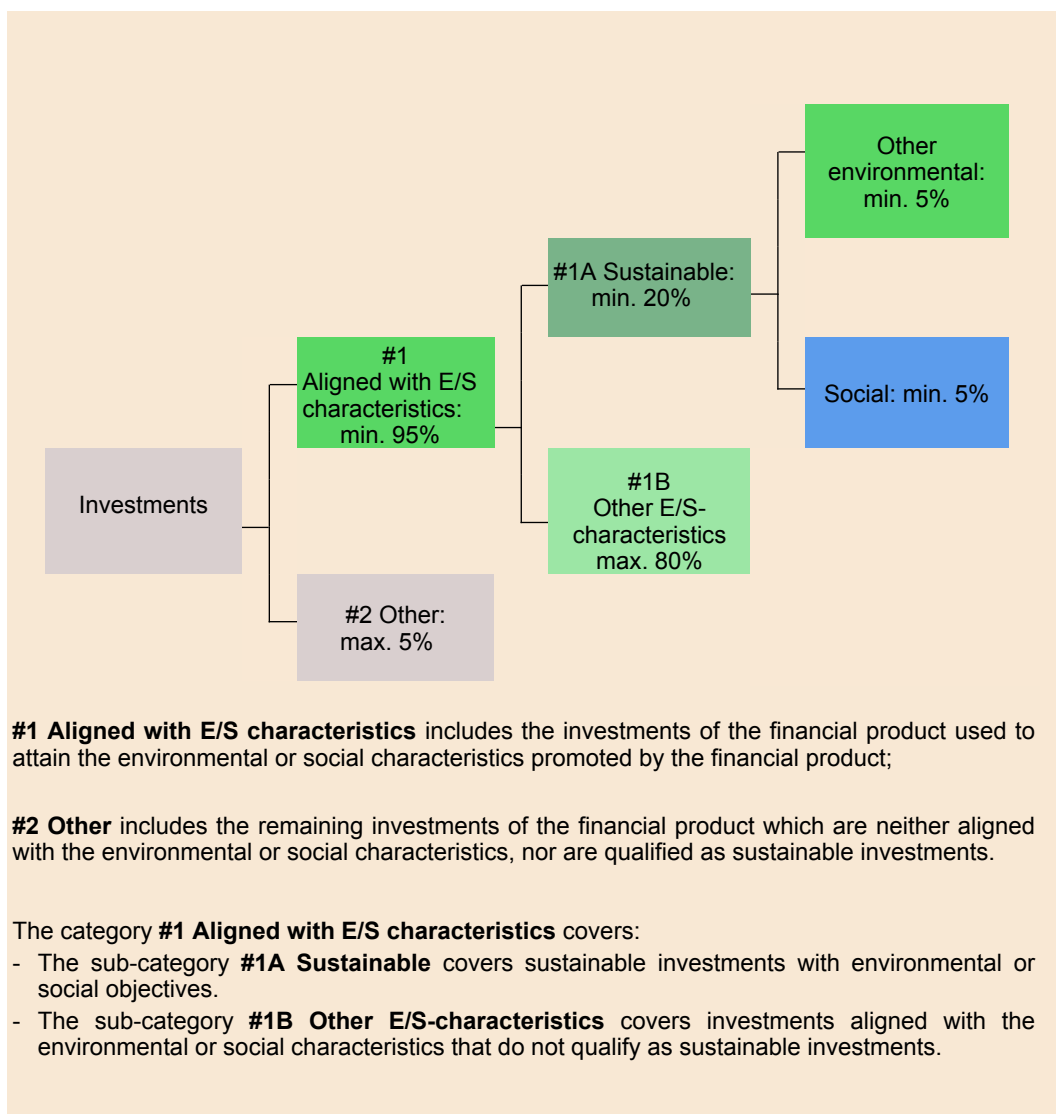 Other
environmental:
min. 5%
#1A Sustainable:
min. 20%
#1
Aligned with E/S
characteristics:
min. 95%
Social: min. 5%
Investments
#1B
Other E/S-
characteristics
max. 80%
#2 Other:
max. 5%
#1 Aligned with E/S characteristics includes the investments of the financial product used to
attain the environmental or social characteristics promoted by the financial product;
#2 Other includes the remaining investments of the financial product which are neither aligned
with the environmental or social characteristics, nor are qualified as sustainable investments.
The category #1 Aligned with E/S characteristics covers:
- The sub-category #1A Sustainable covers sustainable investments with environmental or
social objectives.
- The sub-category #1B Other E/S-characteristics covers investments aligned with the
environmental or social characteristics that do not qualify as sustainable investments.